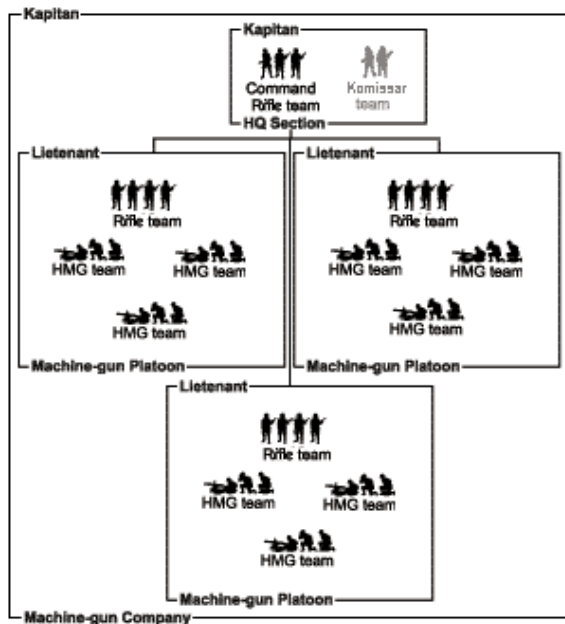 Kapitan
Kapitan
Command
Rifle team
Komissar
team
HQ Section
Lietenant
Rifle team
HMG team
HMG team
HMG team
Machine-gun Platoon
Lietenant
Rifle team
HMG team
HMG team
HMG team
Machine-gun Platoon
Lietenant
Rifle team
HMG team
HMG team
HMG team
Machine-gun Platoon
Machine-gun Company